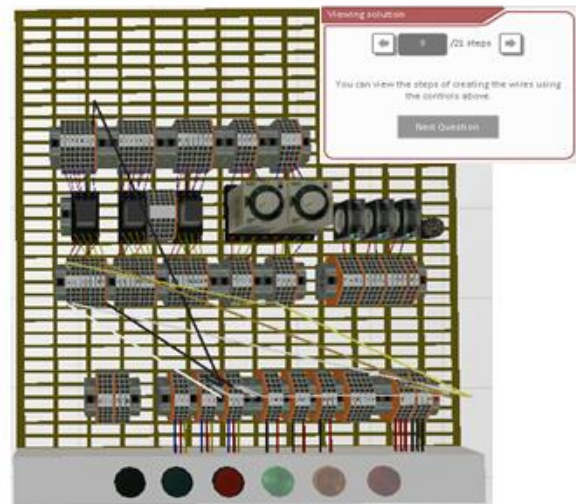 Viewing solution
/21 steps
You can view the steps of creating the wires using
the controls above.
Next Question